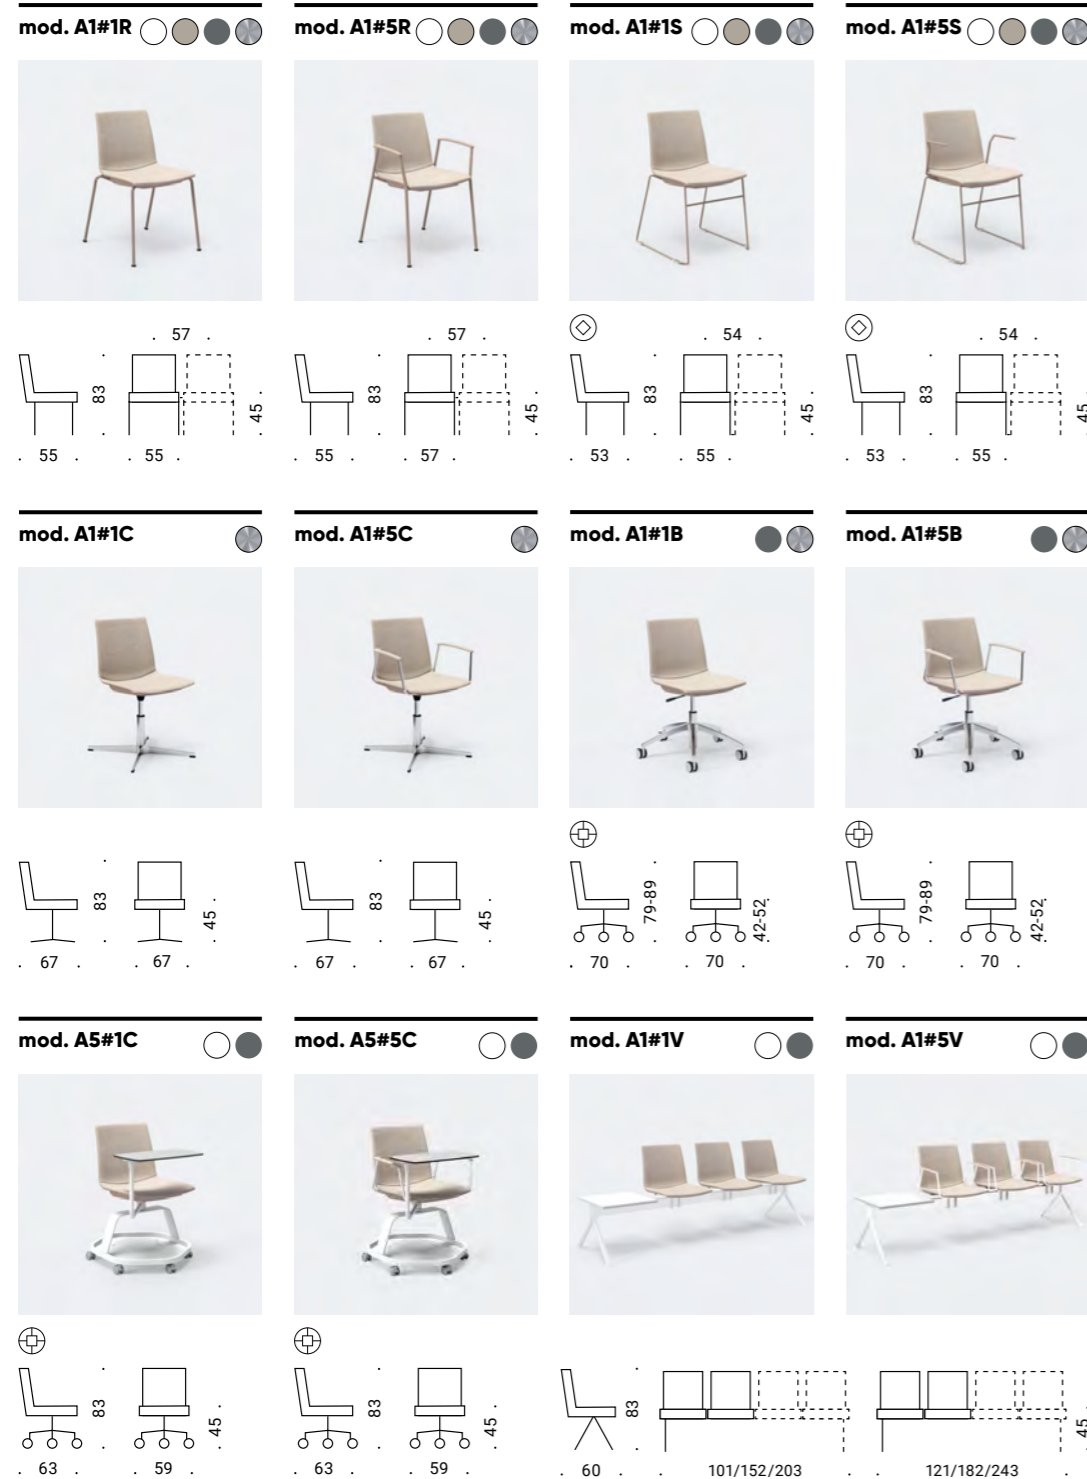 mod. A1#1R
mod. A1#5R
mod. A1#1S
mod. A1#5S
. 57 .
83
45
. 55 .
. 55 .
. 57 .
83
45
. 55 .
. 57 .
. 54 .
83
45
. 53 .
. 55 .
. 54 .
83
45
. 53 .
. 55 .
mod. A1#1C
mod. A1#5C
mod. A1#1B
mod. A1#5B
83
45
. 67 .
. 67 .
83
45
. 67 .
. 67 .
79-89
42-52
. 70 .
. 70 .
79-89
42-52
. 70 .
. 70 .
mod. A5#1C
mod. A5#5C
mod. A1#1V
mod. A1#5V
83
45
. 63 .
. 59 .
83
45
. 63 .
. 59 .
83
. 60 .
. 101/152/203 .
45
. 121/182/243 .